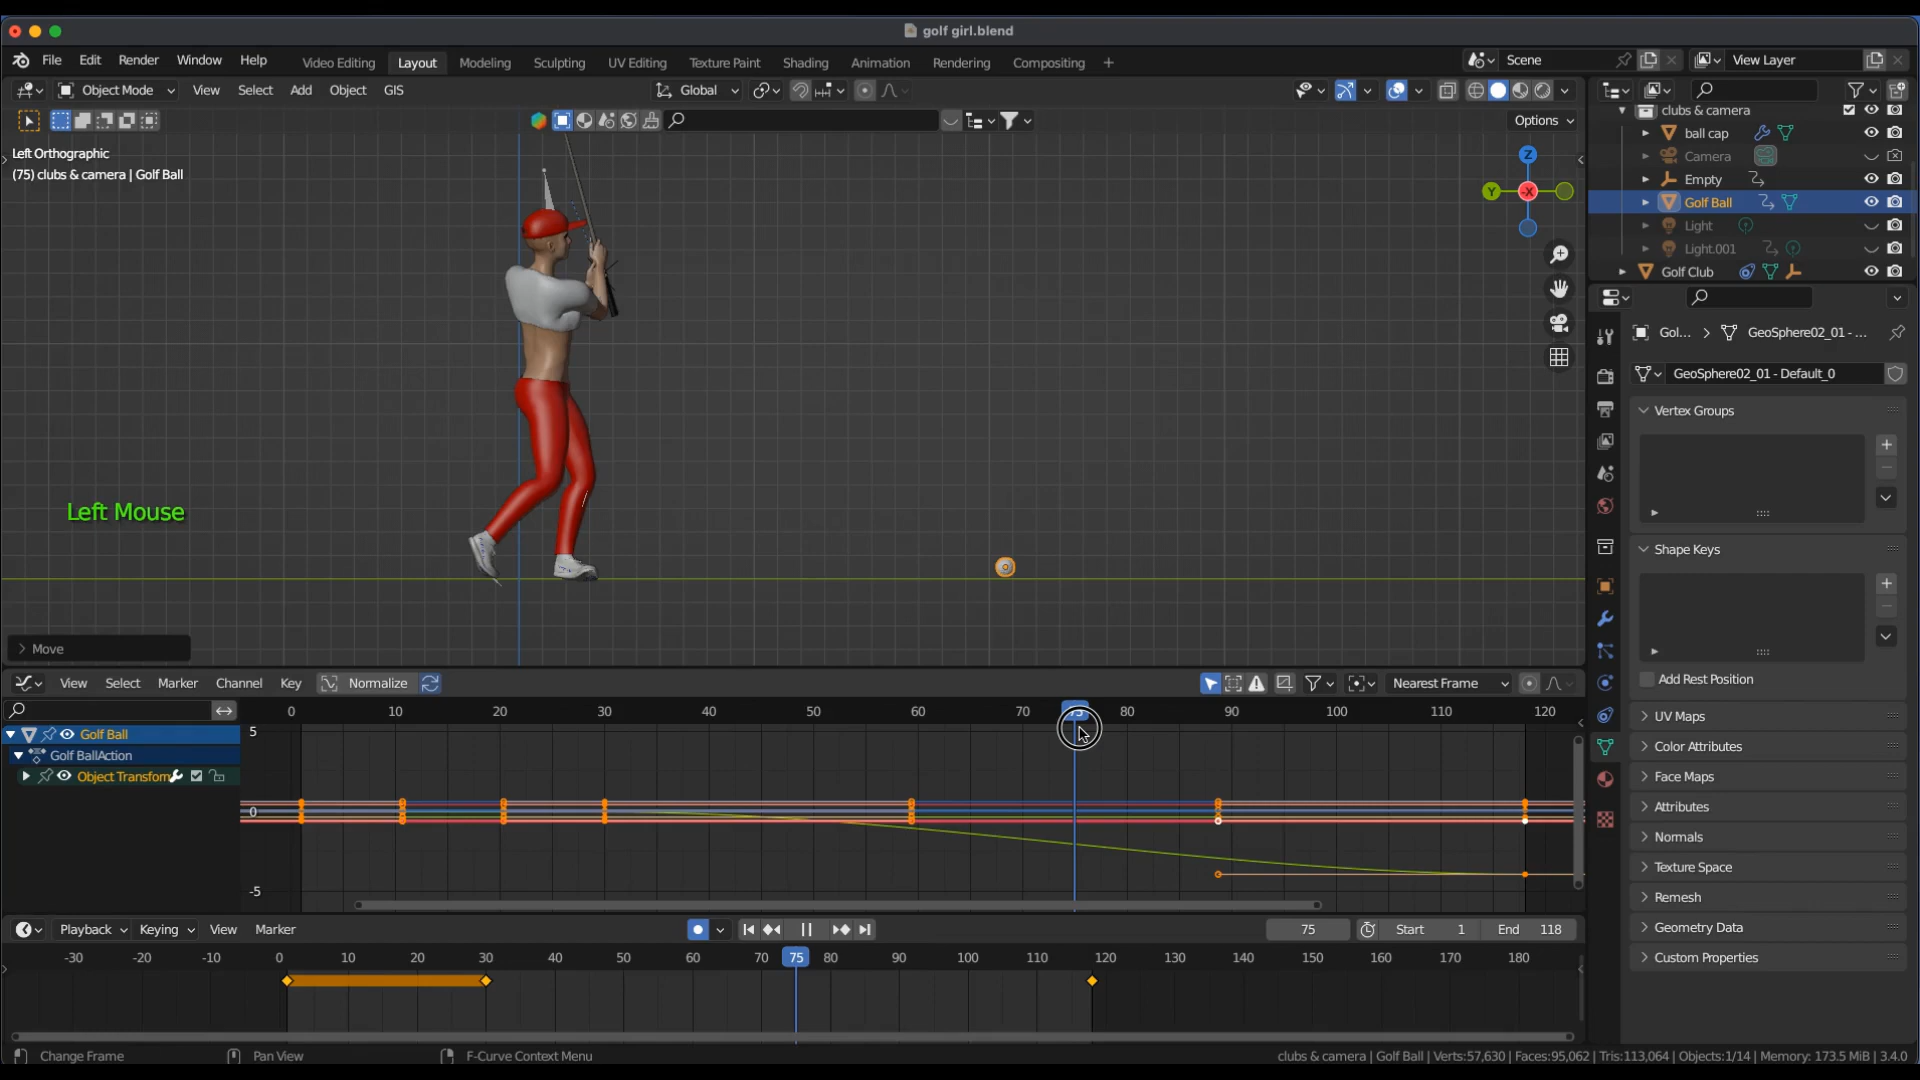 golf girl.blend
File Edit Render Window Help Video Editing Layout Modeling Sculpting UV Editing Texture Paint Shading Animation Rendering Compositing + Scene View Layer
Object Mode View Select Add Object GIS Global
Options
Left Orthographic
(75) clubs & camera | Golf Ball
Z
Y
-X
Left Mouse
Move
clubs & camera
ball cap
Camera
Empty
Golf Ball
Light
Light.001
Golf Club
Gol... GeoSphere02_01 - ...
GeoSphere02_01 - Default_0
Vertex Groups
Shape Keys
Add Rest Position
UV Maps
Color Attributes
Face Maps
Attributes
Normals
Texture Space
Remesh
Geometry Data
Custom Properties
View Select Marker Channel Key Normalize Nearest Frame
0 10 20 30 40 50 60 70 75 80 90 100 110 120
Golf Ball
Golf BallAction
Object Transform
5
0
-5
Playback Keying View Marker 75 Start 1 End 118
-30 -20 -10 0 10 20 30 40 50 60 70 75 80 90 100 110 120 130 140 150 160 170 180
Change Frame Pan View F-Curve Context Menu clubs & camera | Golf Ball | Verts:57,630 | Faces:95,062 | Tris:113,064 | Objects:1/14 | Memory: 173.5 MiB | 3.4.0